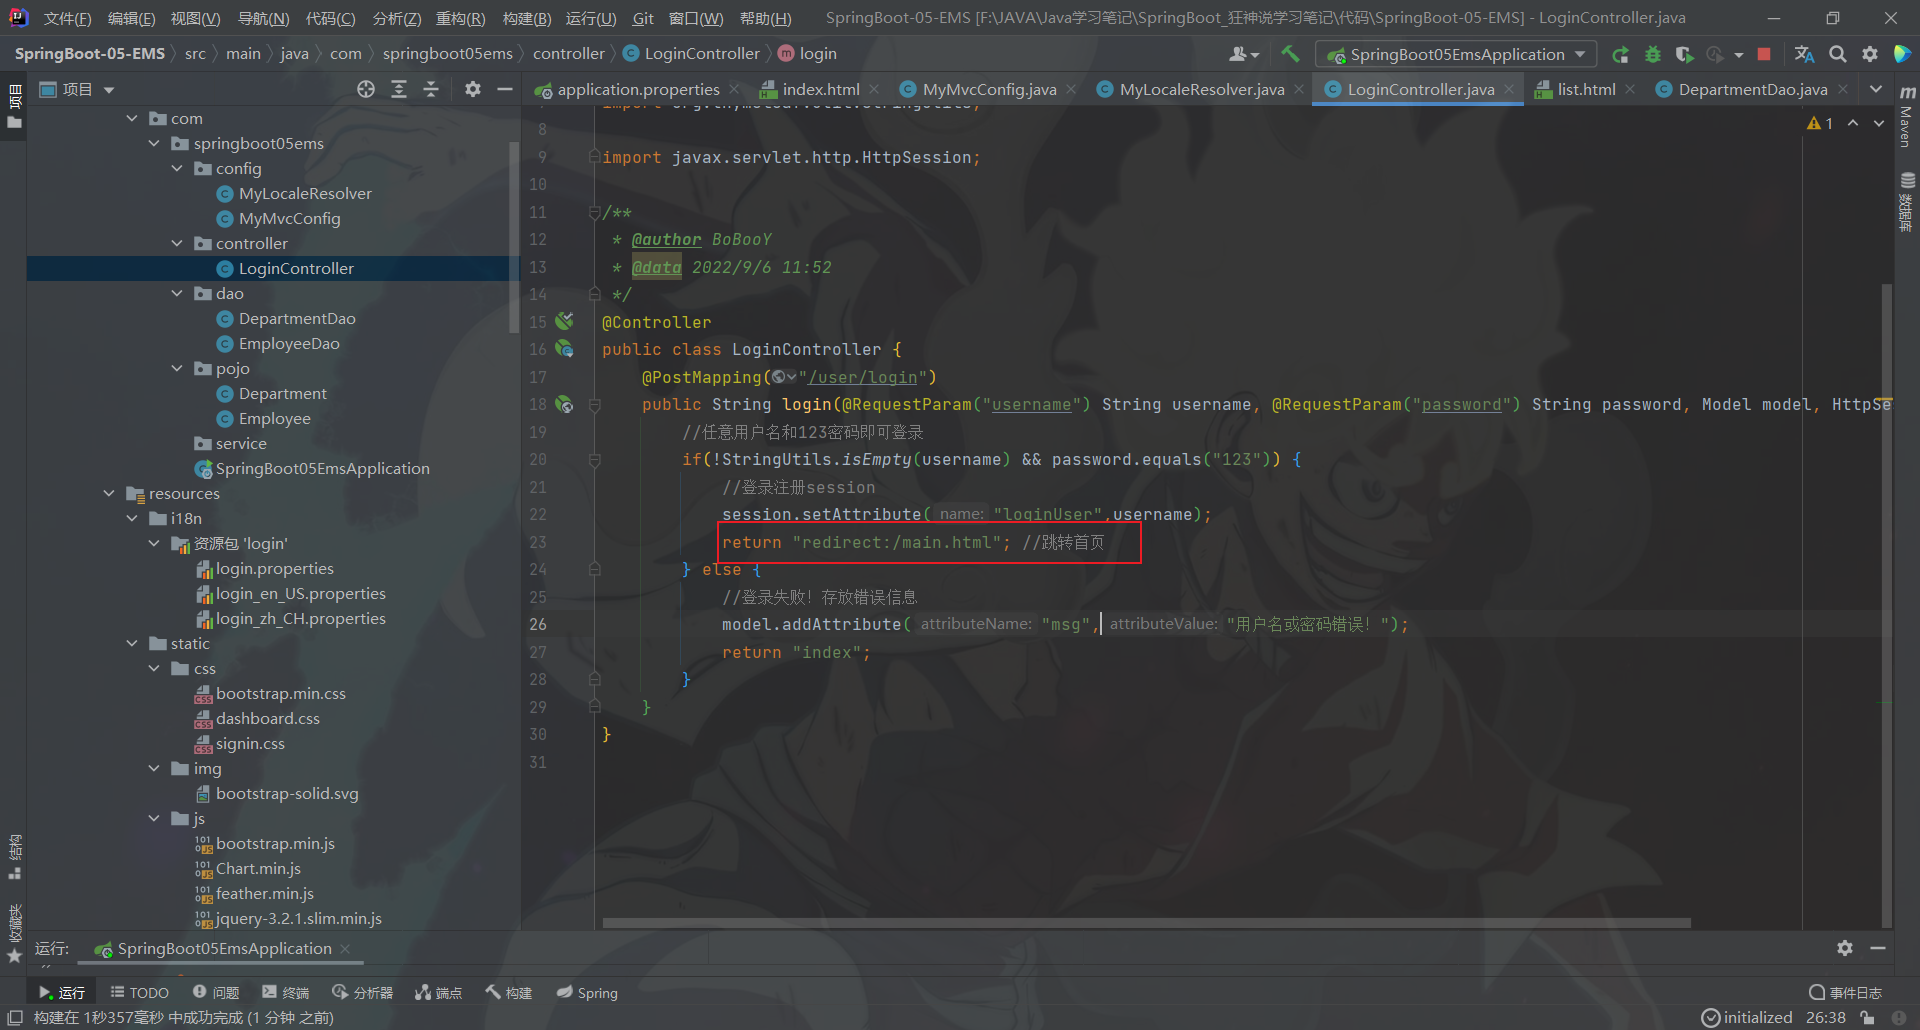 文件(F) 编辑(E) 视图(V) 导航(N) 代码(C) 分析(Z) 重构(R) 构建(B) 运行(U) Git 窗口(W) 帮助(H) SpringBoot-05-EMS [F:\JAVA\Java学习笔记\SpringBoot_狂神说学习笔记\代码\SpringBoot-05-EMS] - LoginController.java
SpringBoot-05-EMS src main java com springboot05ems controller LoginController login SpringBoot05EmsApplication
项目
application.properties index.html MyMvcConfig.java MyLocaleResolver.java LoginController.java list.html DepartmentDao.java
项目
Maven
数据库
结构
收藏夹
com
springboot05ems
config
MyLocaleResolver
MyMvcConfig
controller
LoginController
dao
DepartmentDao
EmployeeDao
pojo
Department
Employee
service
SpringBoot05EmsApplication
resources
i18n
资源包 'login'
login.properties
login_en_US.properties
login_zh_CH.properties
static
css
bootstrap.min.css
dashboard.css
signin.css
img
bootstrap-solid.svg
js
bootstrap.min.js
Chart.min.js
feather.min.js
jquery-3.2.1.slim.min.js
1
8
9 import javax.servlet.http.HttpSession;
10
11 /**
12 * @author BoBooY
13 * @data 2022/9/6 11:52
14 */
15 @Controller
16 public class LoginController {
17 @PostMapping("/user/login")
18 public String login(@RequestParam("username") String username, @RequestParam("password") String password, Model model, HttpSe
19 //任意用户名和123密码即可登录
20 if(!StringUtils.isEmpty(username) && password.equals("123")) {
21 //登录注册session
22 session.setAttribute( name: "loginUser",username);
23 return "redirect:/main.html"; //跳转首页
24 } else {
25 //登录失败！存放错误信息
26 model.addAttribute( attributeName: "msg", attributeValue: "用户名或密码错误！");
27 return "index";
28 }
29 }
30 }
31
运行: SpringBoot05EmsApplication
运行 TODO 问题 终端 分析器 端点 构建 Spring 事件日志
构建在 1秒357毫秒 中成功完成 (1 分钟 之前) initialized 26:38